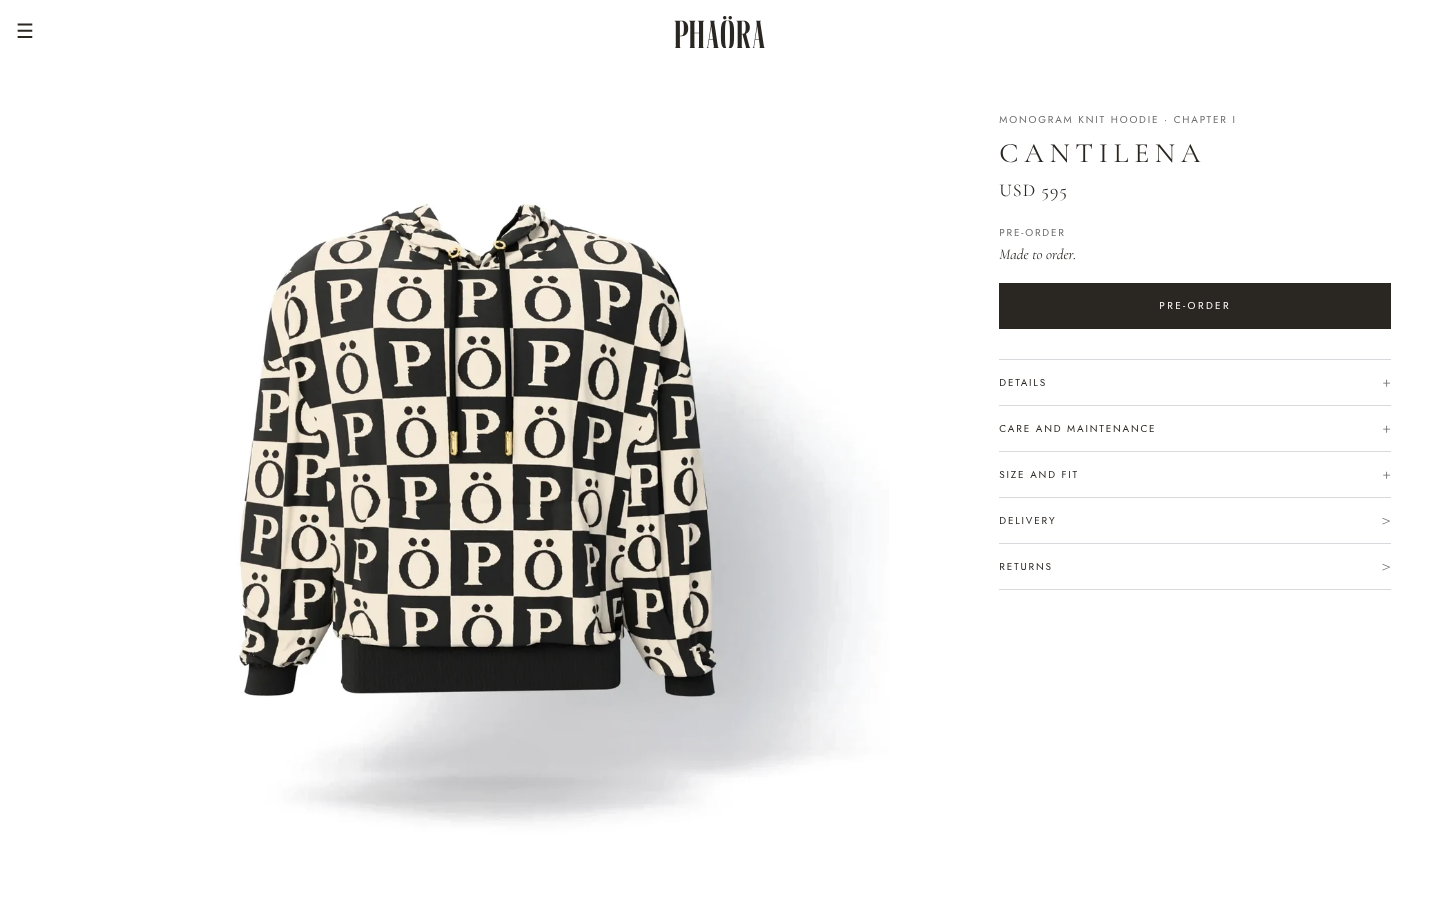 ☰
PHAÖRA
MONOGRAM KNIT HOODIE · CHAPTER I
CANTILENA
USD 595
PRE-ORDER
Made to order.
PRE-ORDER
DETAILS +
CARE AND MAINTENANCE +
SIZE AND FIT +
DELIVERY >
RETURNS >
Ö P Ö
Ö P Ö P Ö P Ö
Ö P Ö P Ö
P P Ö P Ö P P
Ö P Ö P Ö P Ö Ö
P Ö P Ö P Ö P Ö P
Ö P P Ö P P Ö
P